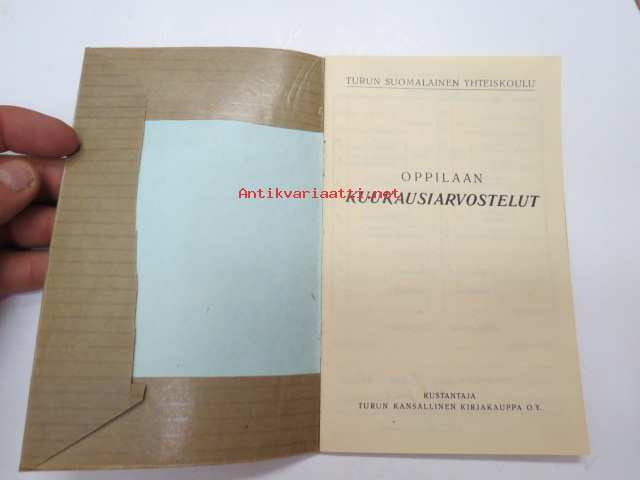 TURUN SUOMALAINEN YHTEISKOULU
OPPILAAN
KUUKAUSIARVOSTELUT
Antikvariaatti.net
KUSTANTAJA
TURUN KANSALLINEN KIRJAKAUPPA O.Y.